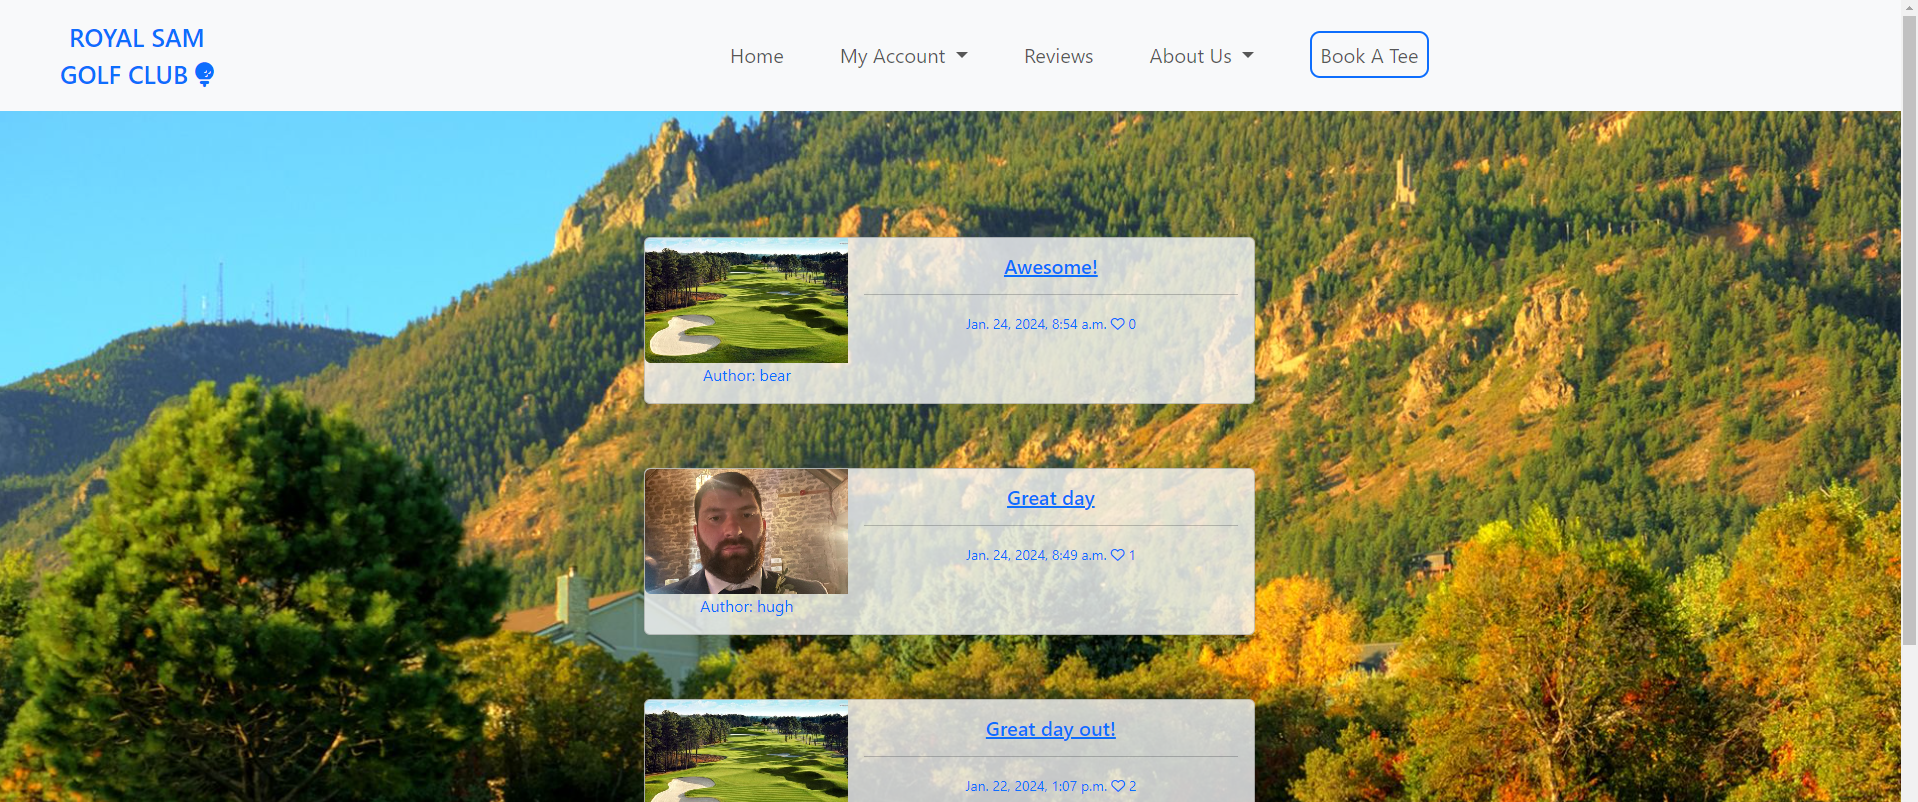 ROYAL SAM
GOLF CLUB
Home
My Account
Reviews
About Us
Book A Tee
Awesome!
Jan. 24, 2024, 8:54 a.m. 0
Author: bear
Great day
Jan. 24, 2024, 8:49 a.m. 1
Author: hugh
Great day out!
Jan. 22, 2024, 1:07 p.m. 2